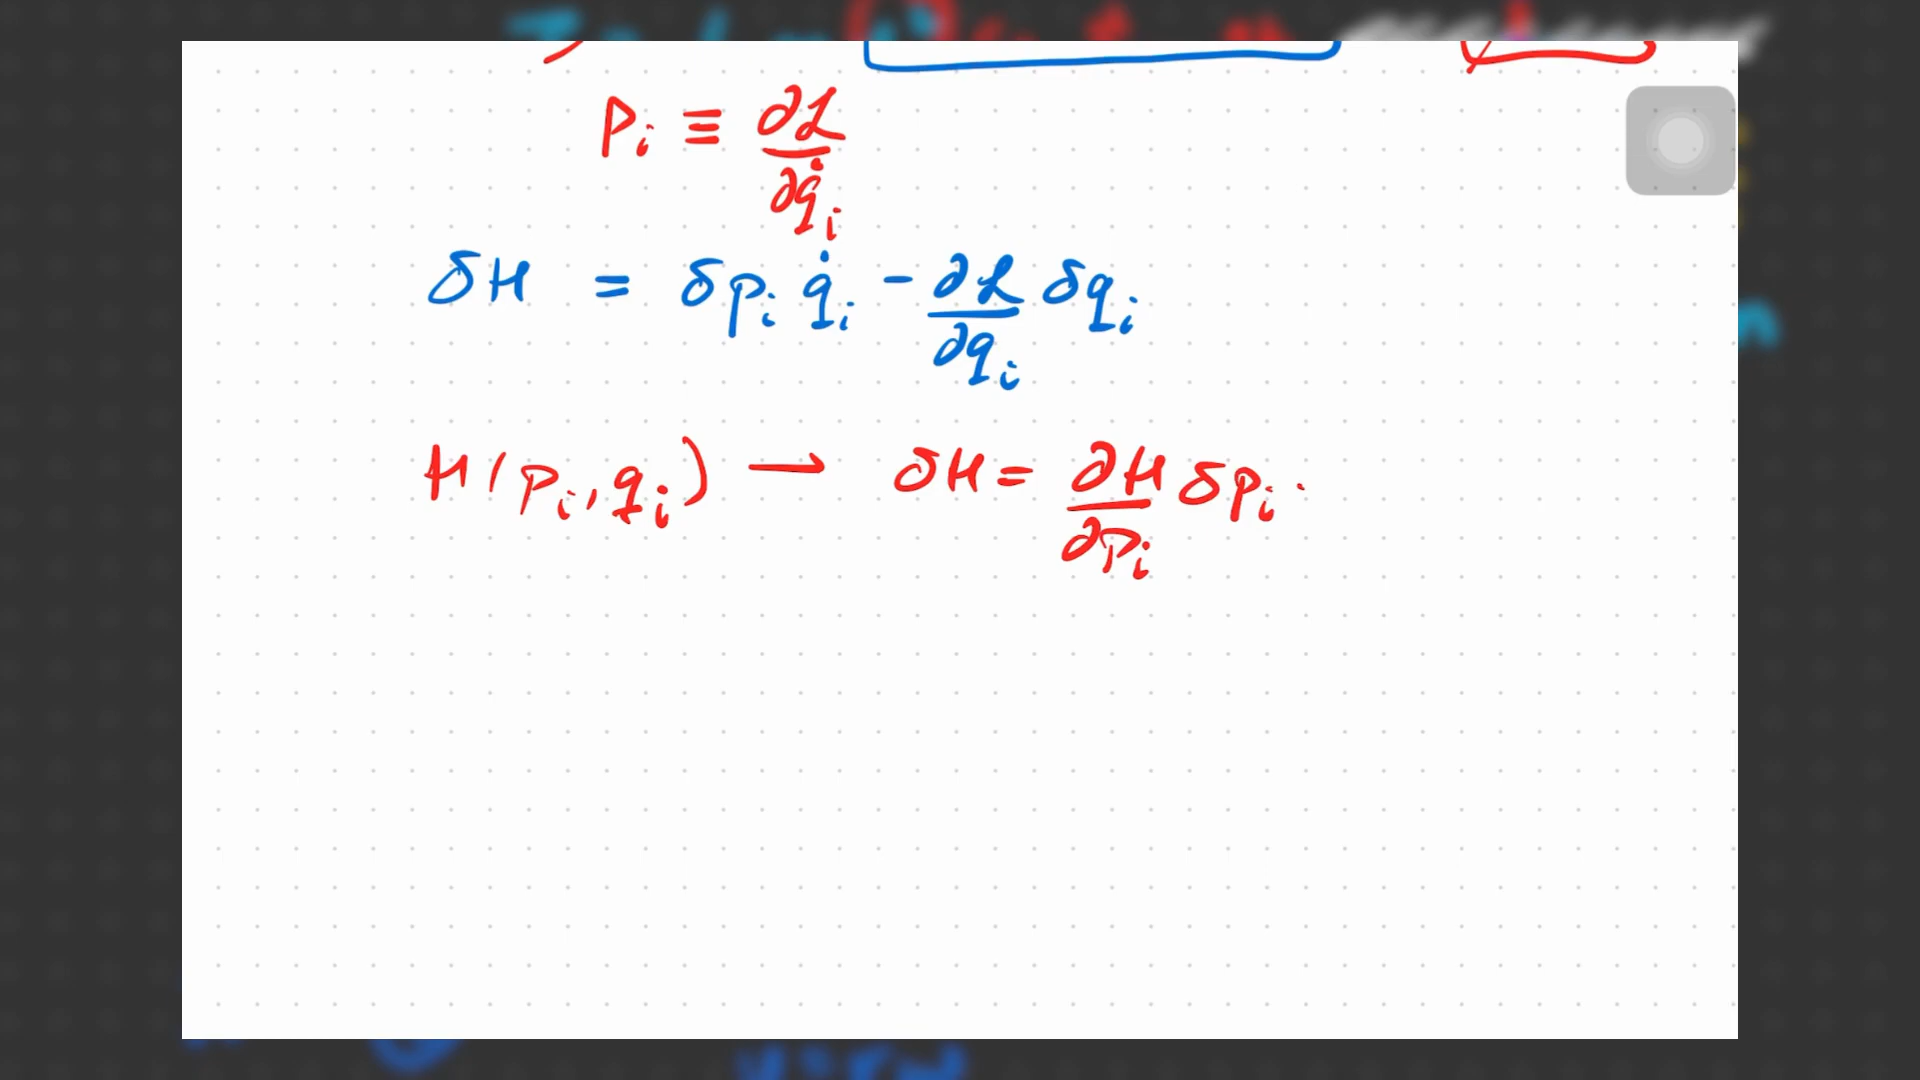 pᵢ ≡ ∂ℒ/∂q̇ᵢ
δH = δpᵢ q̇ᵢ - ∂ℒ/∂qᵢ δqᵢ
H(pᵢ,qᵢ) → δH = ∂H/∂pᵢ δpᵢ